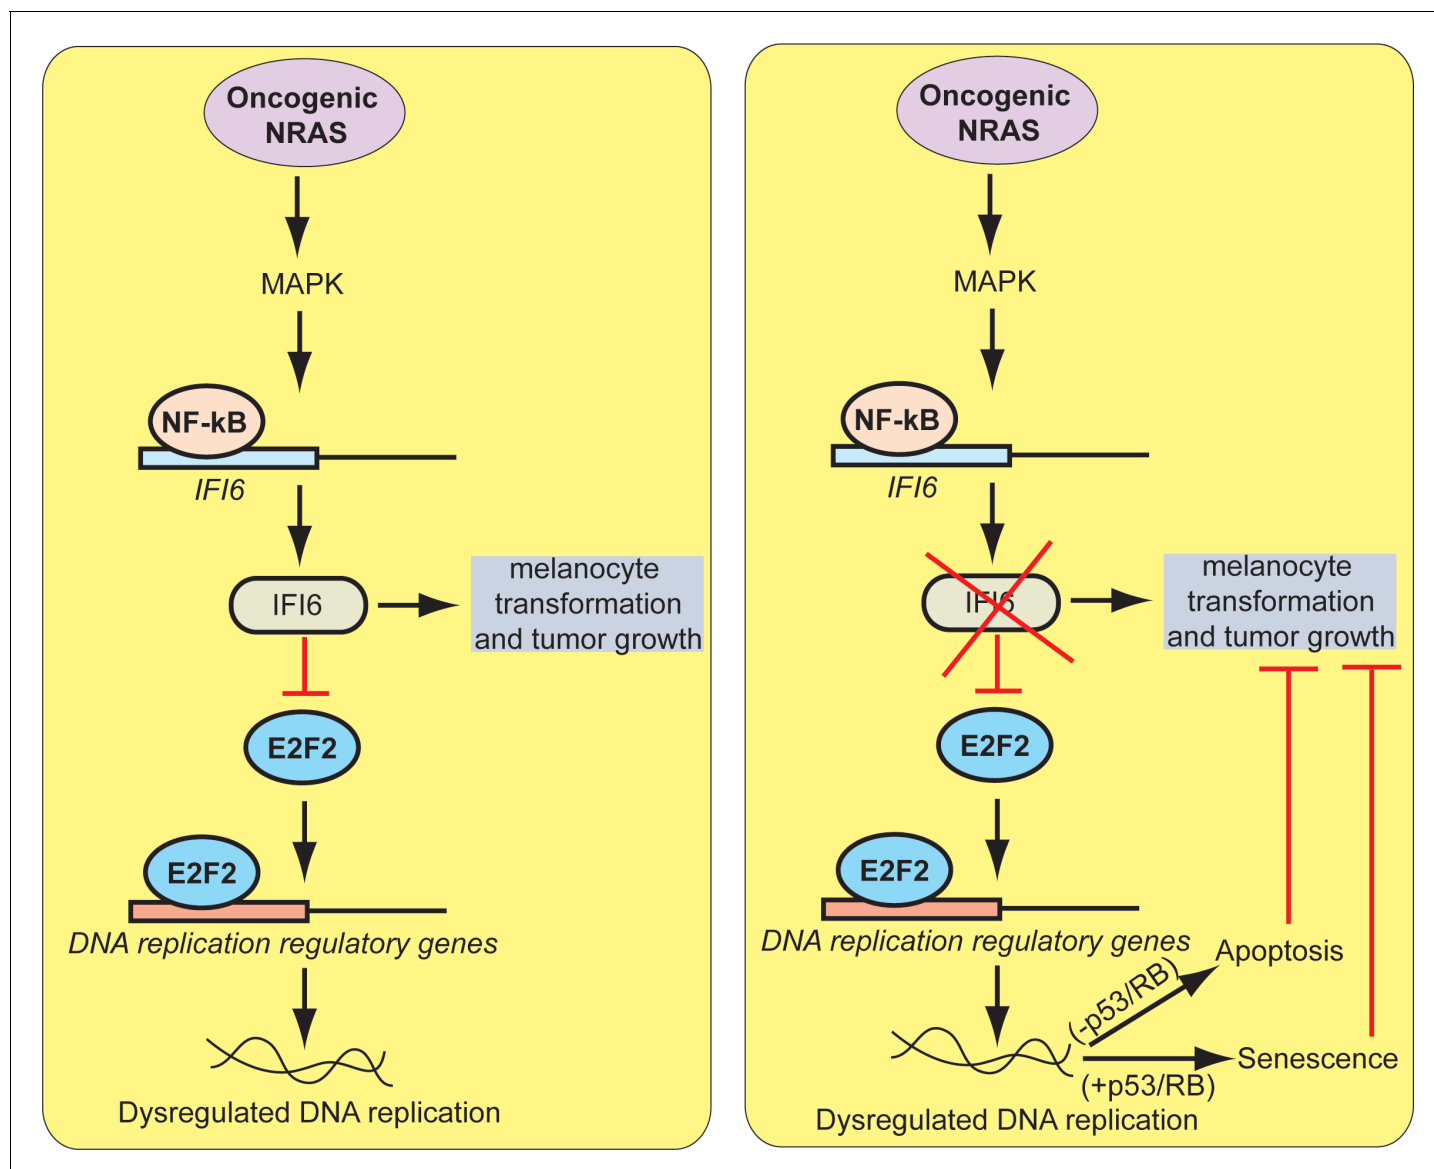 Oncogenic
NRAS
MAPK
NF-kB
IFI6
IFI6
melanocyte
transformation
and tumor growth
E2F2
E2F2
DNA replication regulatory genes
Dysregulated DNA replication
Oncogenic
NRAS
MAPK
NF-kB
IFI6
IFI6
melanocyte
transformation
and tumor growth
E2F2
E2F2
DNA replication regulatory genes
Apoptosis
(-p53/RB)
Senescence
(+p53/RB)
Dysregulated DNA replication